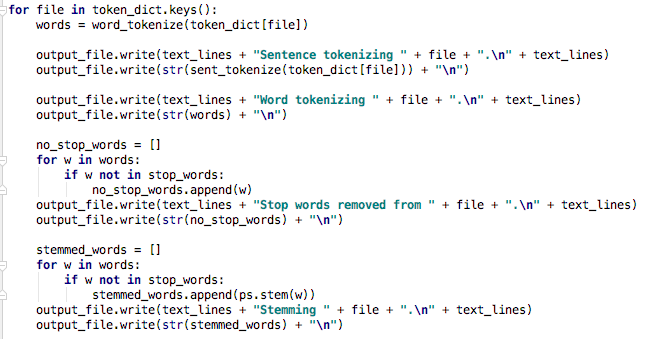 for file in token_dict.keys():
    words = word_tokenize(token_dict[file])

    output_file.write(text_lines + "Sentence tokenizing " + file + ".\n" + text_lines)
    output_file.write(str(sent_tokenize(token_dict[file])) + "\n")

    output_file.write(text_lines + "Word tokenizing " + file + ".\n" + text_lines)
    output_file.write(str(words) + "\n")

    no_stop_words = []
    for w in words:
        if w not in stop_words:
            no_stop_words.append(w)
    output_file.write(text_lines + "Stop words removed from " + file + ".\n" + text_lines)
    output_file.write(str(no_stop_words) + "\n")

    stemmed_words = []
    for w in words:
        if w not in stop_words:
            stemmed_words.append(ps.stem(w))
    output_file.write(text_lines + "Stemming " + file + ".\n" + text_lines)
    output_file.write(str(stemmed_words) + "\n")